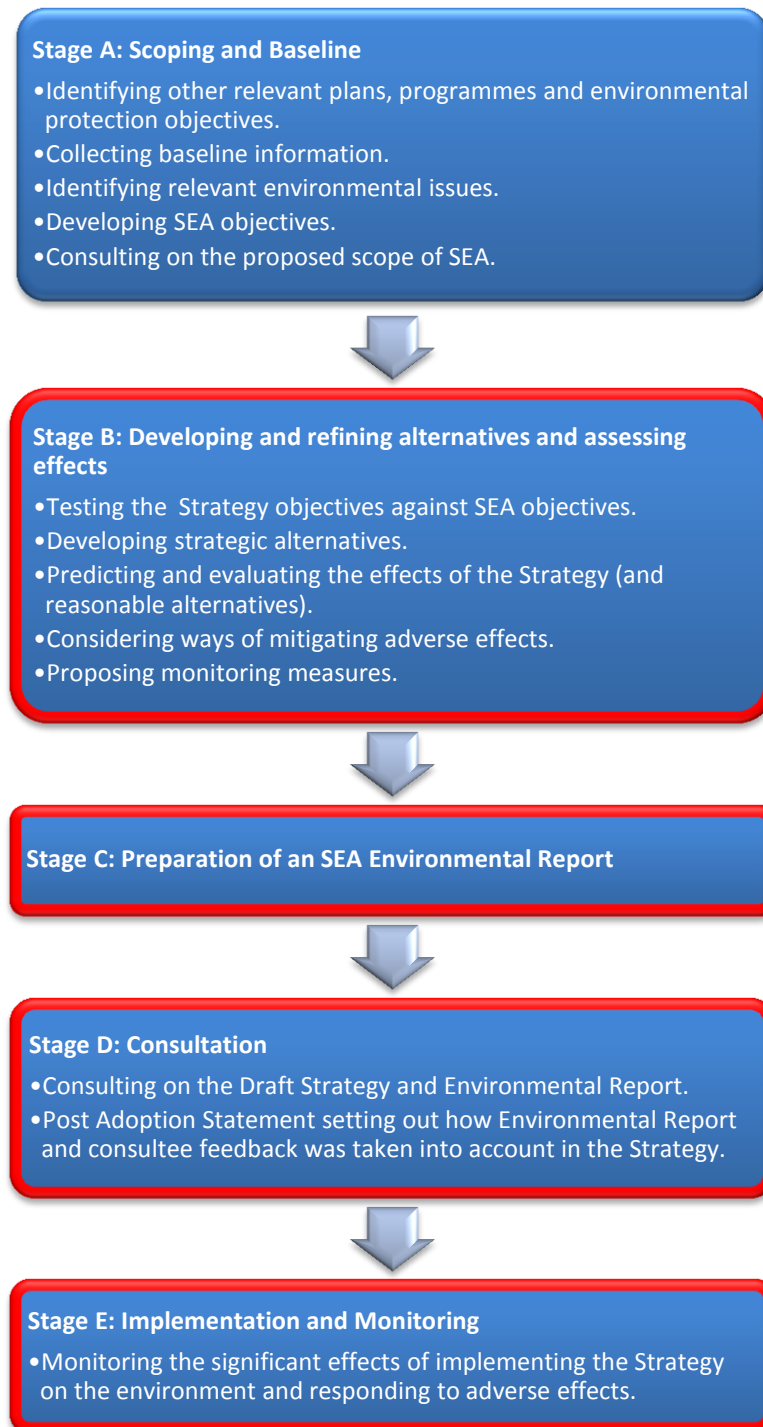 Stage A: Scoping and Baseline
•Identifying other relevant plans, programmes and environmental
protection objectives.
•Collecting baseline information.
•Identifying relevant environmental issues.
•Developing SEA objectives.
•Consulting on the proposed scope of SEA.
Stage B: Developing and refining alternatives and assessing
effects
•Testing the Strategy objectives against SEA objectives.
•Developing strategic alternatives.
•Predicting and evaluating the effects of the Strategy (and
reasonable alternatives).
•Considering ways of mitigating adverse effects.
•Proposing monitoring measures.
Stage C: Preparation of an SEA Environmental Report
Stage D: Consultation
•Consulting on the Draft Strategy and Environmental Report.
•Post Adoption Statement setting out how Environmental Report
and consultee feedback was taken into account in the Strategy.
Stage E: Implementation and Monitoring
•Monitoring the significant effects of implementing the Strategy
on the environment and responding to adverse effects.